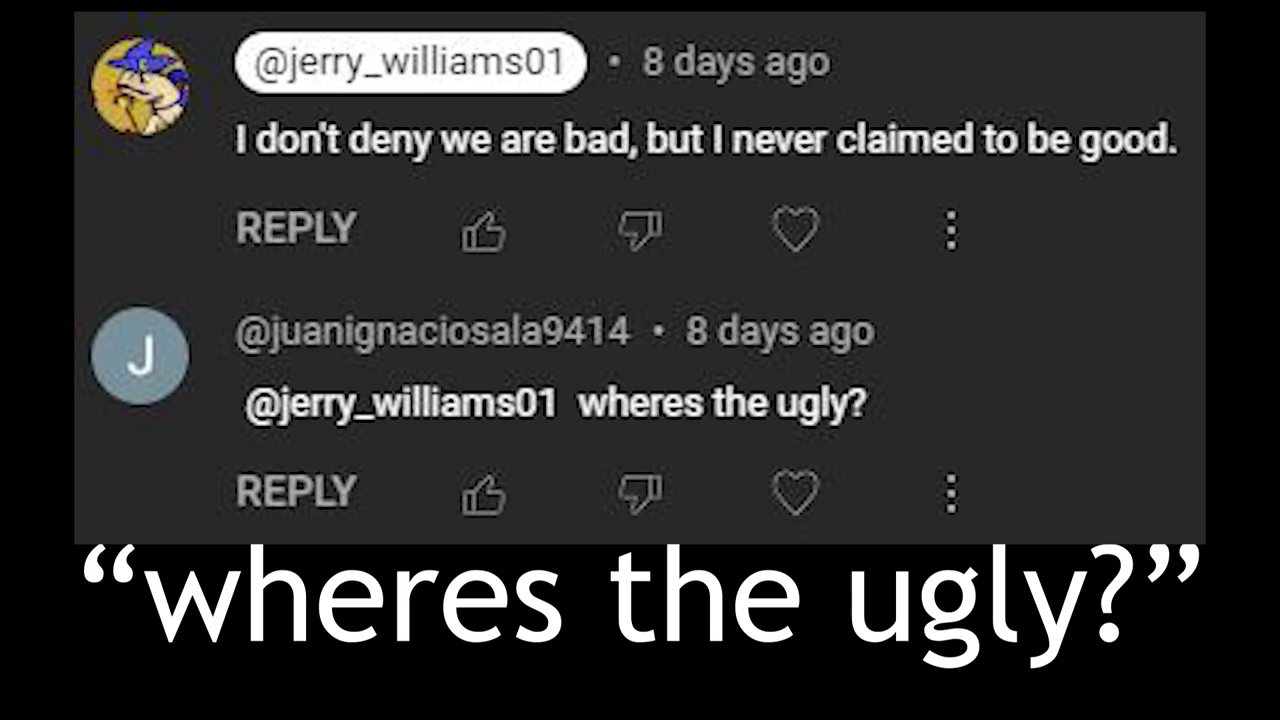 @jerry_williams01 • 8 days ago
I don't deny we are bad, but I never claimed to be good.
REPLY
J
@juanignaciosala9414 • 8 days ago
@jerry_williams01 wheres the ugly?
REPLY
“wheres the ugly?”